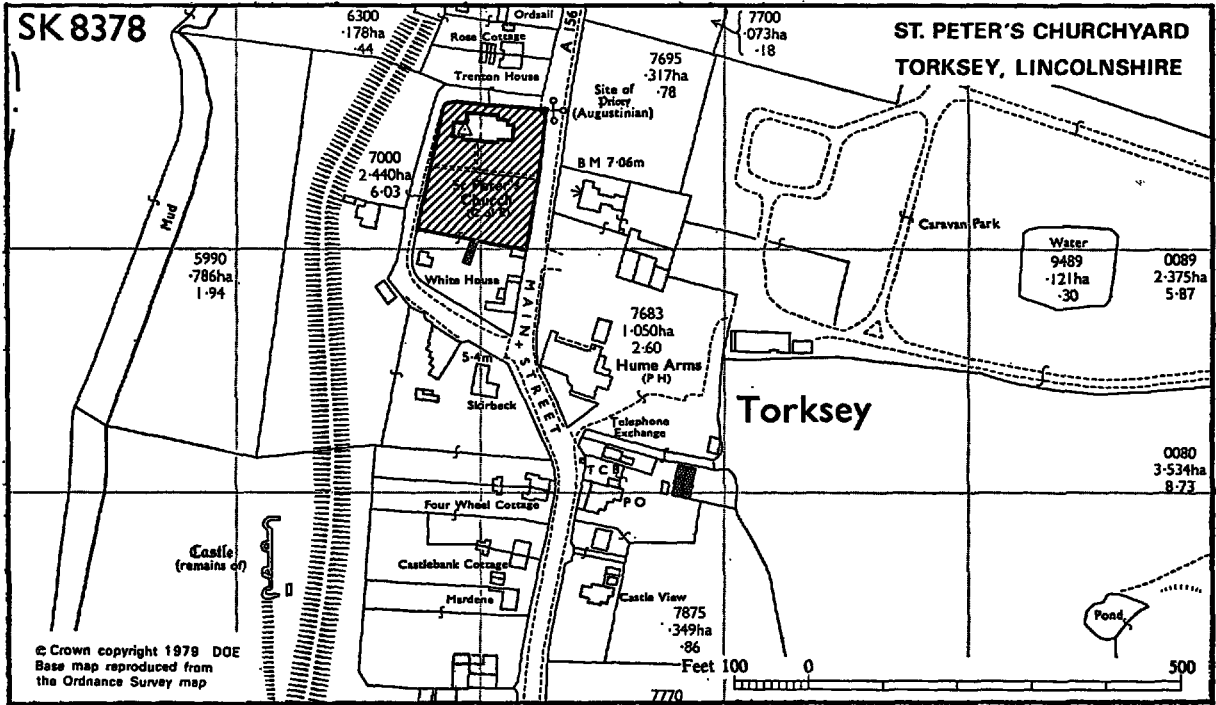 SK 8378
6300
·178ha
·44
Ordsall
Rose Cottage
Trenton House
A 156
7700
·073ha
·18
ST. PETER'S CHURCHYARD
TORKSEY, LINCOLNSHIRE
7695
·317ha
·78
Site of
Priory
(Augustinian)
7000
2·440ha
6·03
B M 7·06m
St Peter's
Church
(C of E)
Mud
Caravan Park
Water
9489
·121ha
·30
0089
2·375ha
5·87
5990
·786ha
1·94
White House
MAIN STREET
7683
1·050ha
2·60
Hume Arms
(P H)
5·4m
Skirbeck
Torksey
Telephone
Exchange
T C B
P O
0080
3·534ha
8·73
Four Wheel Cottage
Castle
(remains of)
Castlebank Cottage
Mardene
Castle View
7875
·349ha
·86
Pond
© Crown copyright 1979 DOE
Base map reproduced from
the Ordnance Survey map
Feet 100 0 500
7770